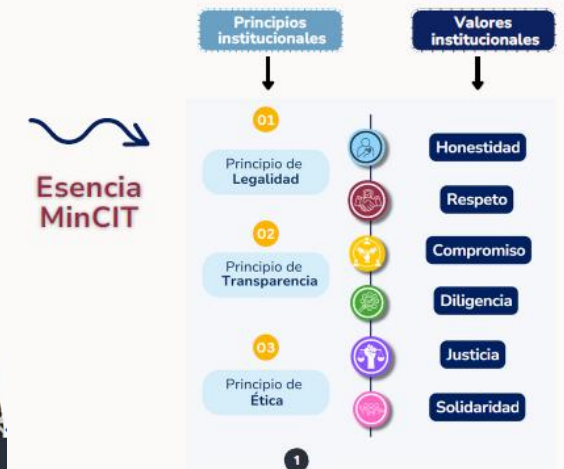 Principios
institucionales
Valores
institucionales
Esencia
MinCIT
01
Principio de
Legalidad
02
Principio de
Transparencia
03
Principio de
Ética
Honestidad
Respeto
Compromiso
Diligencia
Justicia
Solidaridad
1